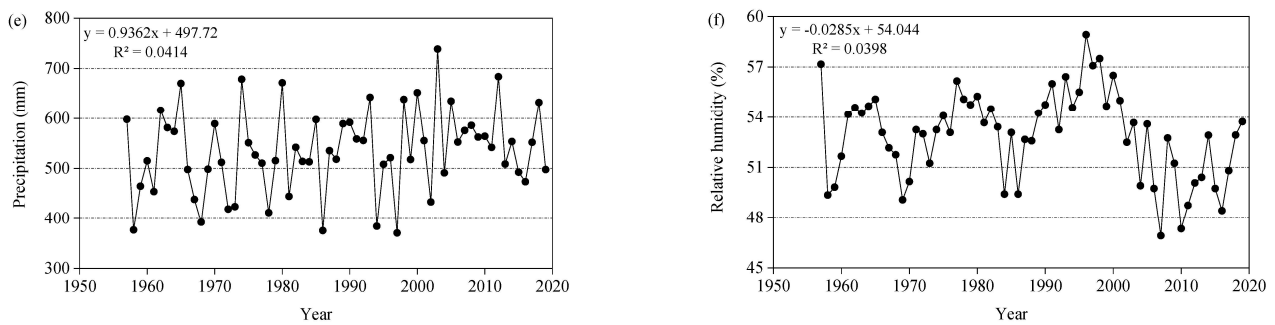 (e)
y = 0.9362x + 497.72
R² = 0.0414
Precipitation (mm)
800
700
600
500
400
300
1950 1960 1970 1980 1990 2000 2010 2020
Year
(f)
y = -0.0285x + 54.044
R² = 0.0398
Relative humidity (%)
60
57
54
51
48
45
1950 1960 1970 1980 1990 2000 2010 2020
Year